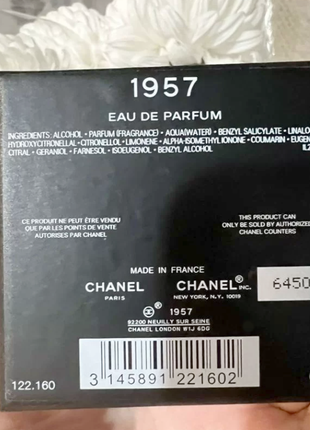 1957
EAU DE PARFUM
INGREDIENTS: ALCOHOL • PARFUM (FRAGRANCE) • AQUA(WATER) • BENZYL SALICYLATE • LINALO
HYDROXYCITRONELLAL • CITRONELLOL • LIMONENE • ALPHA-ISOMETHYL IONONE • COUMARIN • EUGEN
CITRAL • GERANIOL • FARNESOL • ISOEUGENOL • BENZYL ALCOHOL IL2
CE PRODUIT NE PEUT ÊTRE VENDU
QUE PAR LES POINTS DE VENTE
AUTORISÉS PAR CHANEL
THIS PRODUCT CAN
ONLY BE SOLD BY AUTHORIZED
CHANEL COUNTERS
MADE IN FRANCE
CHANEL CHANEL® INC.
PARIS NEW YORK, N.Y. 10019
6450
1957
92200 NEUILLY SUR SEINE
CHANEL LONDON W1J 6DG
122.160
3 145891 221602